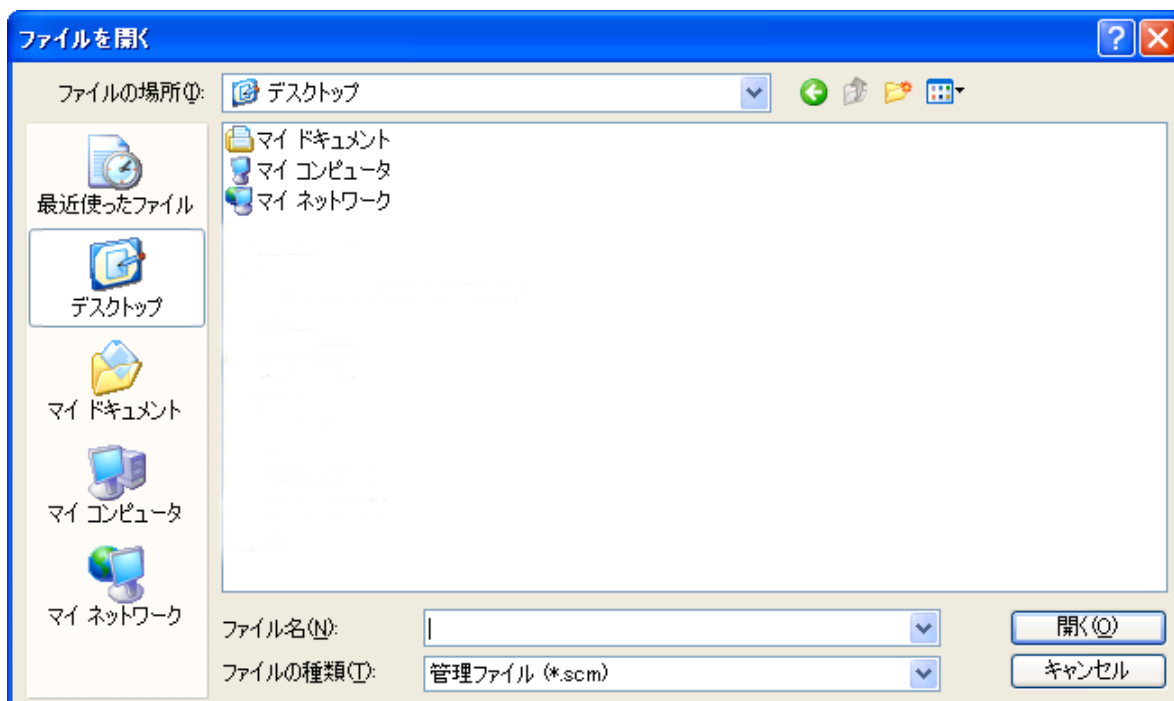 ファイルを開く
ファイルの場所(I): デスクトップ
マイ ドキュメント
マイ コンピュータ
マイ ネットワーク
最近使ったファイル
デスクトップ
マイ ドキュメント
マイ コンピュータ
マイ ネットワーク
ファイル名(N): 開く(O)
ファイルの種類(T): 管理ファイル (*.scm) キャンセル